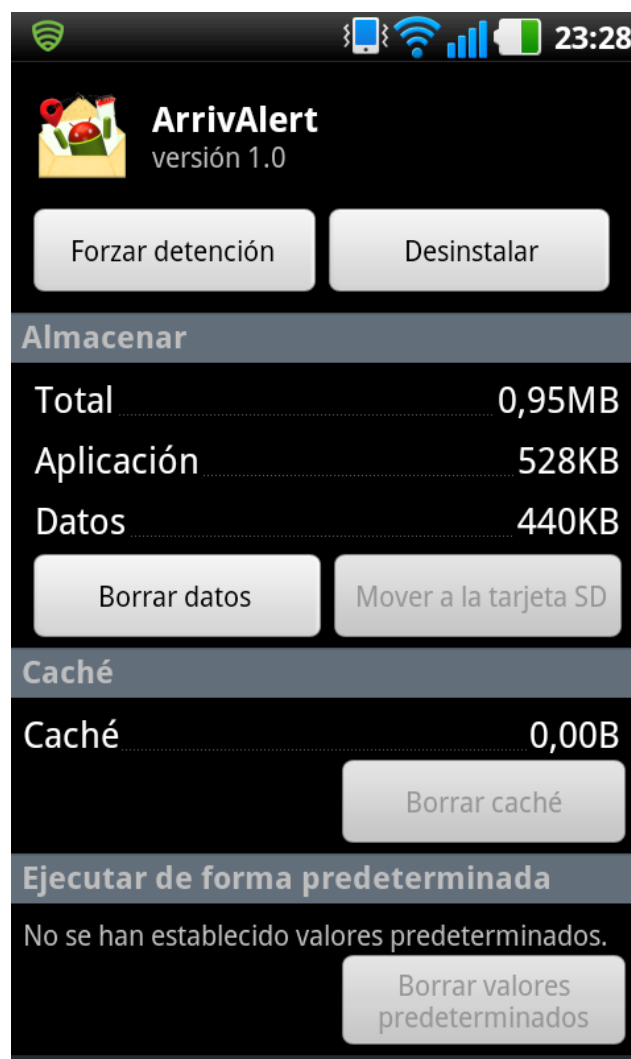 23:28
ArrivAlert
versión 1.0
Forzar detención
Desinstalar
Almacenar
Total 0,95MB
Aplicación 528KB
Datos 440KB
Borrar datos
Mover a la tarjeta SD
Caché
Caché 0,00B
Borrar caché
Ejecutar de forma predeterminada
No se han establecido valores predeterminados.
Borrar valores
predeterminados